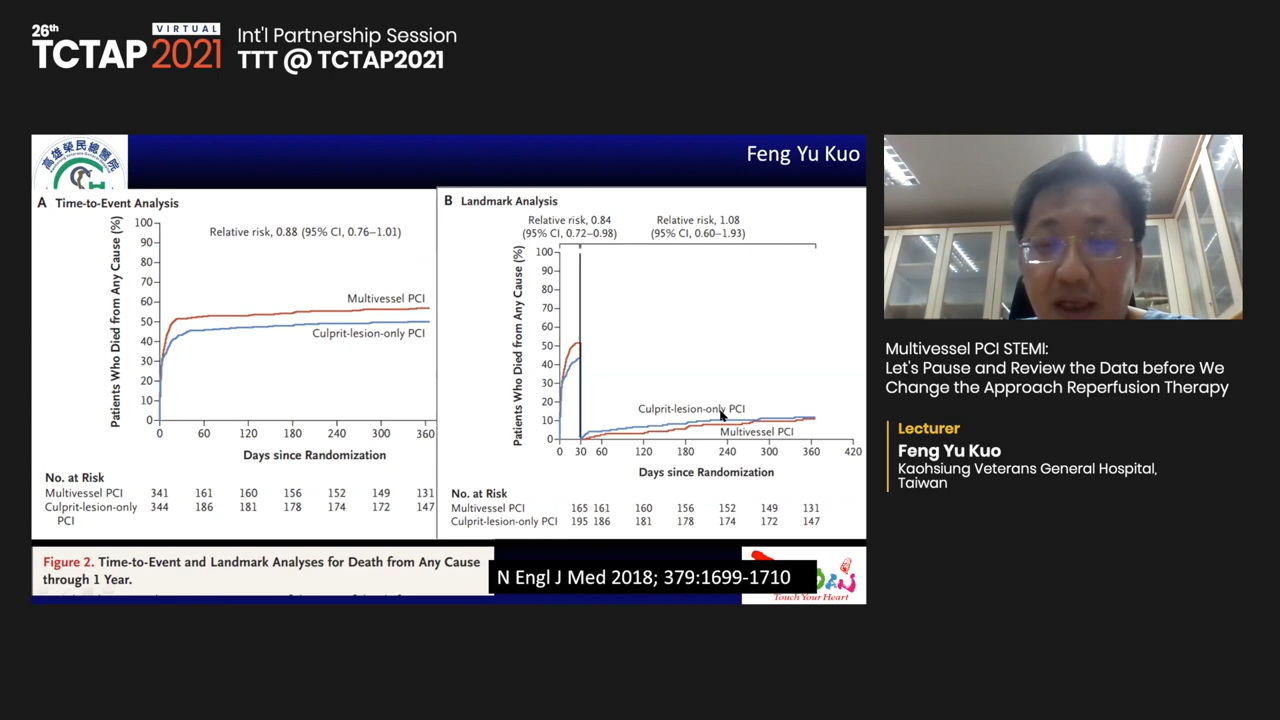 26th
VIRTUAL
TCTAP 2021
Int'l Partnership Session
TTT @ TCTAP2021
高雄榮民總醫院
Feng Yu Kuo
A Time-to-Event Analysis
Patients Who Died from Any Cause (%)
100
90
80
70
60
50
40
30
20
10
0
Relative risk, 0.88 (95% CI, 0.76–1.01)
Multivessel PCI
Culprit-lesion-only PCI
0 60 120 180 240 300 360
Days since Randomization
No. at Risk
Multivessel PCI 341 161 160 156 152 149 131
Culprit-lesion-only PCI 344 186 181 178 174 172 147
B Landmark Analysis
Relative risk, 0.84
(95% CI, 0.72–0.98)
Relative risk, 1.08
(95% CI, 0.60–1.93)
Patients Who Died from Any Cause (%)
100
90
80
70
60
50
40
30
20
10
0
Culprit-lesion-only PCI
Multivessel PCI
0 30 60 120 180 240 300 360 420
Days since Randomization
No. at Risk
Multivessel PCI 165 161 160 156 152 149 131
Culprit-lesion-only PCI 195 186 181 178 174 172 147
Figure 2. Time-to-Event and Landmark Analyses for Death from Any Cause
through 1 Year.
N Engl J Med 2018; 379:1699-1710
Touch Your Heart
Multivessel PCI STEMI:
Let's Pause and Review the Data before We
Change the Approach Reperfusion Therapy
Lecturer
Feng Yu Kuo
Kaohsiung Veterans General Hospital,
Taiwan